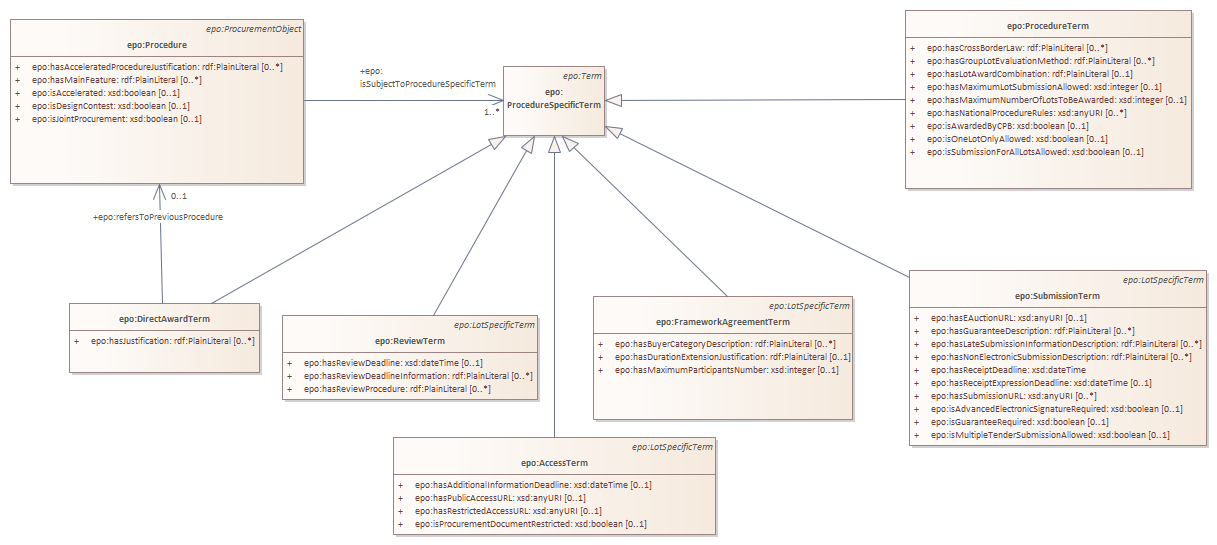 epo:ProcurementObject
epo:Procedure
+ epo:hasAcceleratedProcedureJustification: rdf:PlainLiteral [0..*]
+ epo:hasMainFeature: rdf:PlainLiteral [0..*]
+ epo:isAccelerated: xsd:boolean [0..1]
+ epo:isDesignContest: xsd:boolean [0..1]
+ epo:isJointProcurement: xsd:boolean [0..1]
+epo:
isSubjectToProcedureSpecificTerm
1..*
epo:Term
epo:
ProcedureSpecificTerm
epo:ProcedureTerm
+ epo:hasCrossBorderLaw: rdf:PlainLiteral [0..*]
+ epo:hasGroupLotEvaluationMethod: rdf:PlainLiteral [0..*]
+ epo:hasLotAwardCombination: rdf:PlainLiteral [0..1]
+ epo:hasMaximumLotSubmissionAllowed: xsd:integer [0..1]
+ epo:hasMaximumNumberOfLotsToBeAwarded: xsd:integer [0..1]
+ epo:hasNationalProcedureRules: xsd:anyURI [0..*]
+ epo:isAwardedByCPB: xsd:boolean [0..1]
+ epo:isOneLotOnlyAllowed: xsd:boolean [0..1]
+ epo:isSubmissionForAllLotsAllowed: xsd:boolean [0..1]
0..1
+epo:refersToPreviousProcedure
epo:DirectAwardTerm
+ epo:hasJustification: rdf:PlainLiteral [0..*]
epo:LotSpecificTerm
epo:ReviewTerm
+ epo:hasReviewDeadline: xsd:dateTime [0..1]
+ epo:hasReviewDeadlineInformation: rdf:PlainLiteral [0..*]
+ epo:hasReviewProcedure: rdf:PlainLiteral [0..*]
epo:LotSpecificTerm
epo:FrameworkAgreementTerm
+ epo:hasBuyerCategoryDescription: rdf:PlainLiteral [0..*]
+ epo:hasDurationExtensionJustification: rdf:PlainLiteral [0..1]
+ epo:hasMaximumParticipantsNumber: xsd:integer [0..1]
epo:LotSpecificTerm
epo:SubmissionTerm
+ epo:hasEAuctionURL: xsd:anyURI [0..1]
+ epo:hasGuaranteeDescription: rdf:PlainLiteral [0..*]
+ epo:hasLateSubmissionInformationDescription: rdf:PlainLiteral [0..*]
+ epo:hasNonElectronicSubmissionDescription: rdf:PlainLiteral [0..*]
+ epo:hasReceiptDeadline: xsd:dateTime
+ epo:hasReceiptExpressionDeadline: xsd:dateTime [0..1]
+ epo:hasSubmissionURL: xsd:anyURI [0..*]
+ epo:isAdvancedElectronicSignatureRequired: xsd:boolean [0..1]
+ epo:isGuaranteeRequired: xsd:boolean [0..1]
+ epo:isMultipleTenderSubmissionAllowed: xsd:boolean [0..1]
epo:LotSpecificTerm
epo:AccessTerm
+ epo:hasAdditionalInformationDeadline: xsd:dateTime [0..1]
+ epo:hasPublicAccessURL: xsd:anyURI [0..1]
+ epo:hasRestrictedAccessURL: xsd:anyURI [0..1]
+ epo:isProcurementDocumentRestricted: xsd:boolean [0..1]